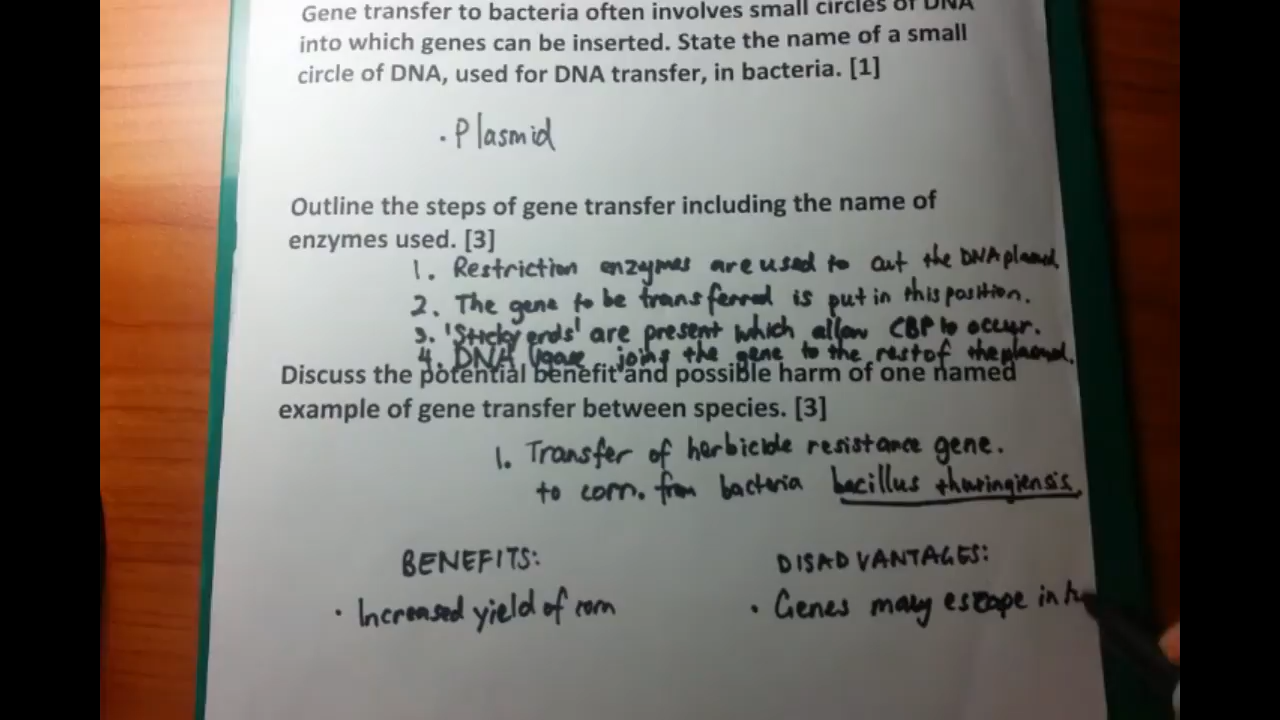 Gene transfer to bacteria often involves small circles of DNA
into which genes can be inserted. State the name of a small
circle of DNA, used for DNA transfer, in bacteria. [1]
· Plasmid
Outline the steps of gene transfer including the name of
enzymes used. [3]
1. Restriction enzymes are used to cut the DNA plasmid
2. The gene to be transferred is put in this position.
3. 'Sticky ends' are present which allow CBP to occur.
4. DNA ligase joins the gene to the rest of the plasmid.
Discuss the potential benefit and possible harm of one named
example of gene transfer between species. [3]
1. Transfer of herbicide resistance gene.
to corn. from bacteria bacillus thuringiensis.
BENEFITS: DISADVANTAGES:
· Increased yield of corn · Genes may escape